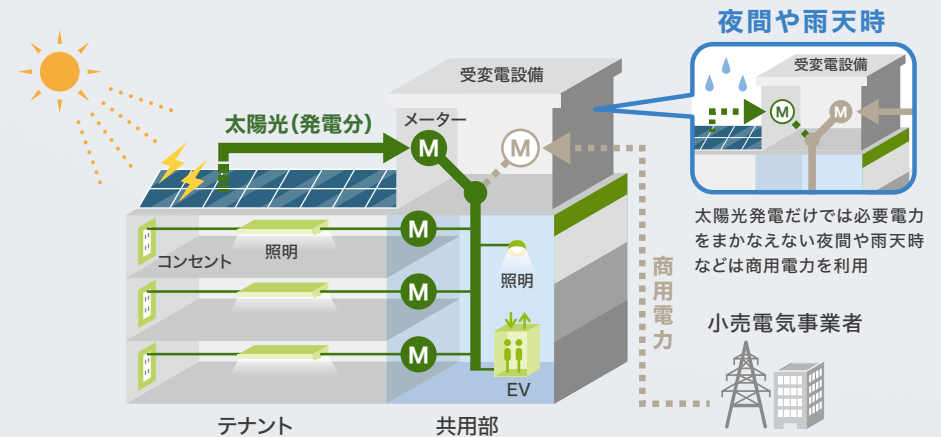 夜間や雨天時
受変電設備
受変電設備
太陽光(発電分)
メーター
M
M
M
M
太陽光発電だけでは必要電力
をまかなえない夜間や雨天時
などは商用電力を利用
M
コンセント
照明
照明
商用電力
M
小売電気事業者
M
EV
テナント
共用部